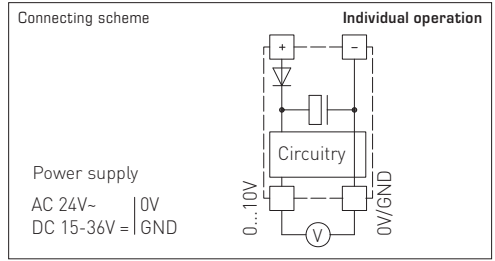 Connecting scheme
Individual operation
+ −
Circuitry
Power supply
AC 24V~ 0V
DC 15-36V = GND
0...10V
0V/GND
V